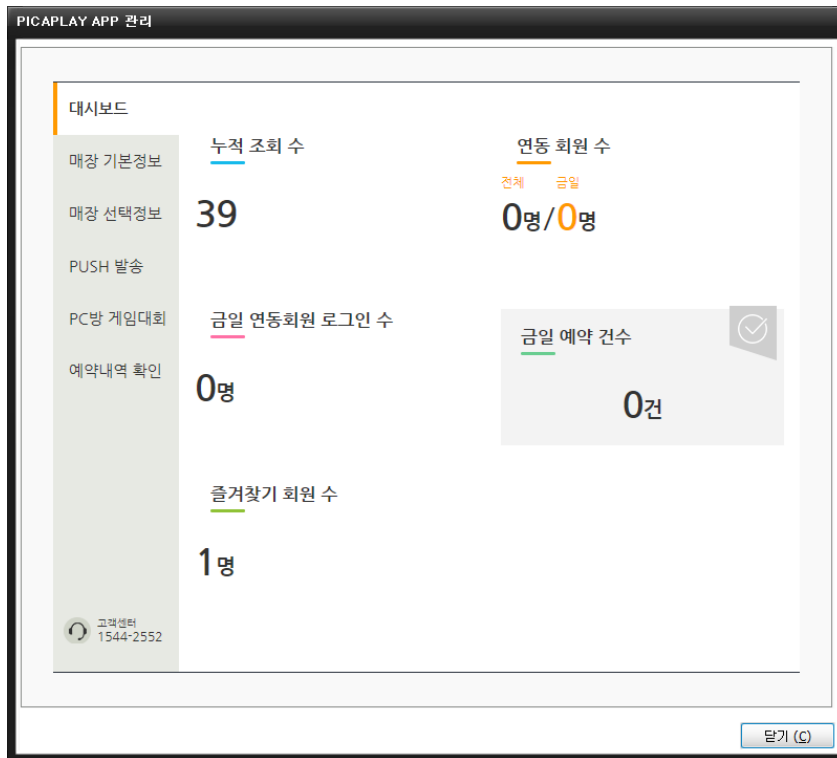 PICAPLAY APP 관리
대시보드
매장 기본정보
매장 선택정보
PUSH 발송
PC방 게임대회
예약내역 확인
고객센터
1544-2552
누적 조회 수
39
연동 회원 수
전체 금일
0명/0명
금일 연동회원 로그인 수
0명
금일 예약 건수
0건
즐겨찾기 회원 수
1명
닫기 (C)